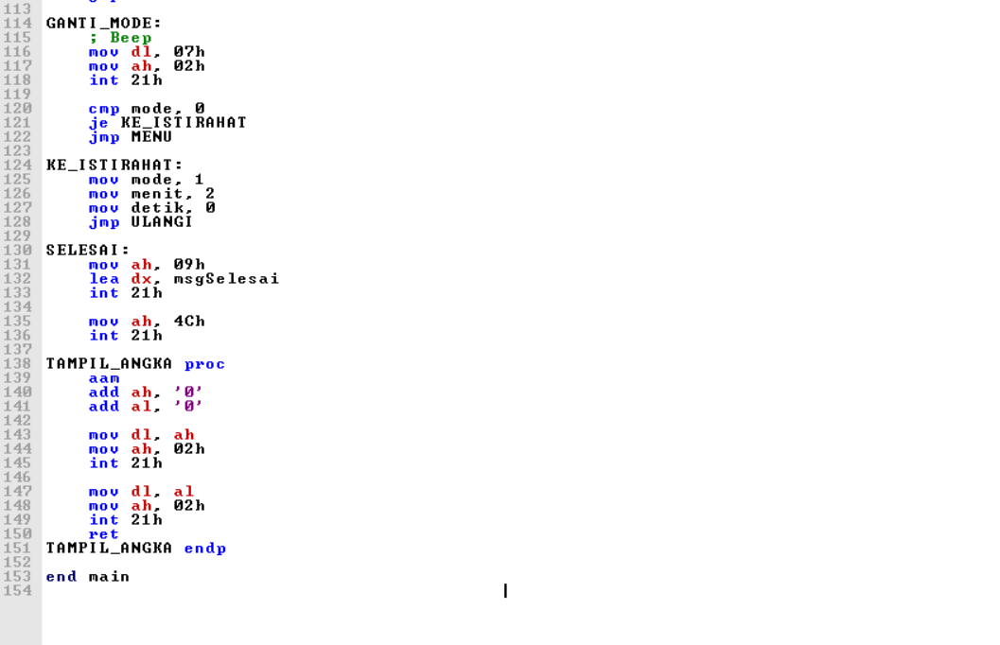 113
114 GANTI_MODE:
115     ; Beep
116     mov dl, 07h
117     mov ah, 02h
118     int 21h
119
120     cmp mode, 0
121     je KE_ISTIRAHAT
122     jmp MENU
123
124 KE_ISTIRAHAT:
125     mov mode, 1
126     mov menit, 2
127     mov detik, 0
128     jmp ULANGI
129
130 SELESAI:
131     mov ah, 09h
132     lea dx, msgSelesai
133     int 21h
134
135     mov ah, 4Ch
136     int 21h
137
138 TAMPIL_ANGKA proc
139     aam
140     add ah, '0'
141     add al, '0'
142
143     mov dl, ah
144     mov ah, 02h
145     int 21h
146
147     mov dl, al
148     mov ah, 02h
149     int 21h
150     ret
151 TAMPIL_ANGKA endp
152
153 end main
154